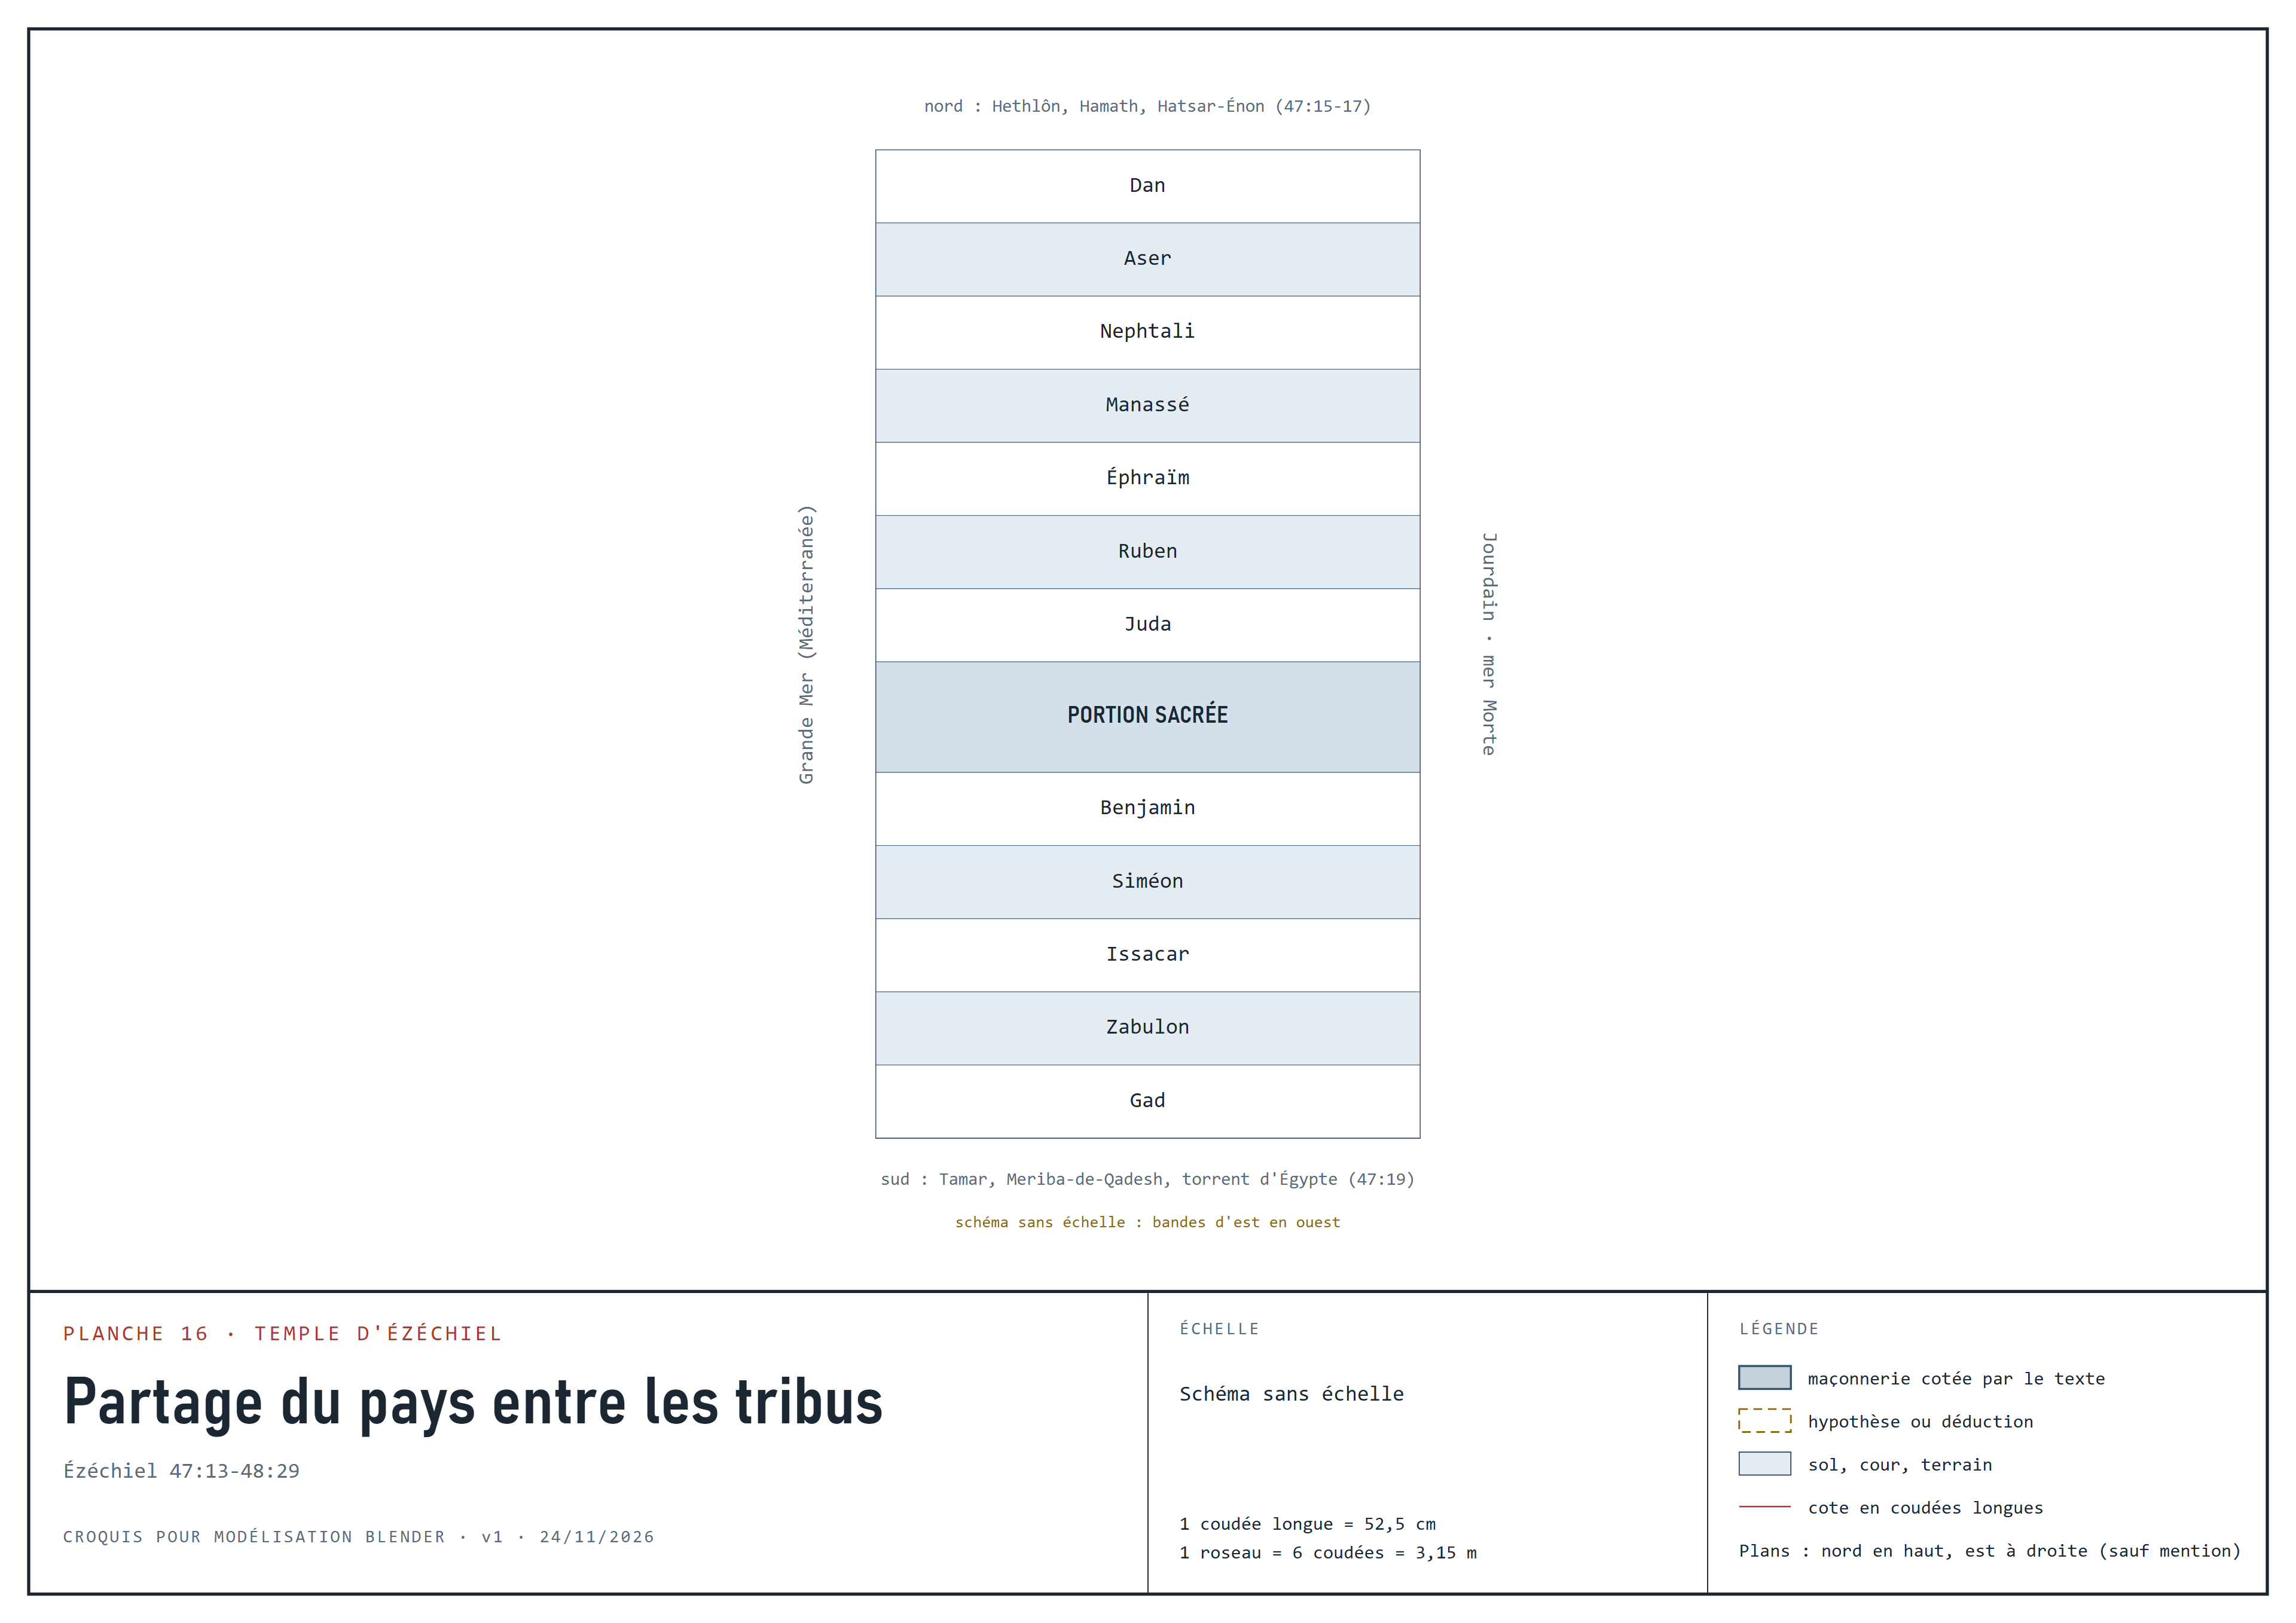 nord : Hethlôn, Hamath, Hatsar-Énon (47:15-17)
Dan
Aser
Nephtali
Manassé
Éphraïm
Ruben
Juda
PORTION SACRÉE
Benjamin
Siméon
Issacar
Zabulon
Gad
Grande Mer (Méditerranée)
Jourdain · mer Morte
sud : Tamar, Meriba-de-Qadesh, torrent d'Égypte (47:19)
schéma sans échelle : bandes d'est en ouest
PLANCHE 16 · TEMPLE D'ÉZÉCHIEL
Partage du pays entre les tribus
Ézéchiel 47:13-48:29
CROQUIS POUR MODÉLISATION BLENDER · v1 · 24/11/2026
ÉCHELLE
Schéma sans échelle
1 coudée longue = 52,5 cm
1 roseau = 6 coudées = 3,15 m
LÉGENDE
maçonnerie cotée par le texte
hypothèse ou déduction
sol, cour, terrain
cote en coudées longues
Plans : nord en haut, est à droite (sauf mention)